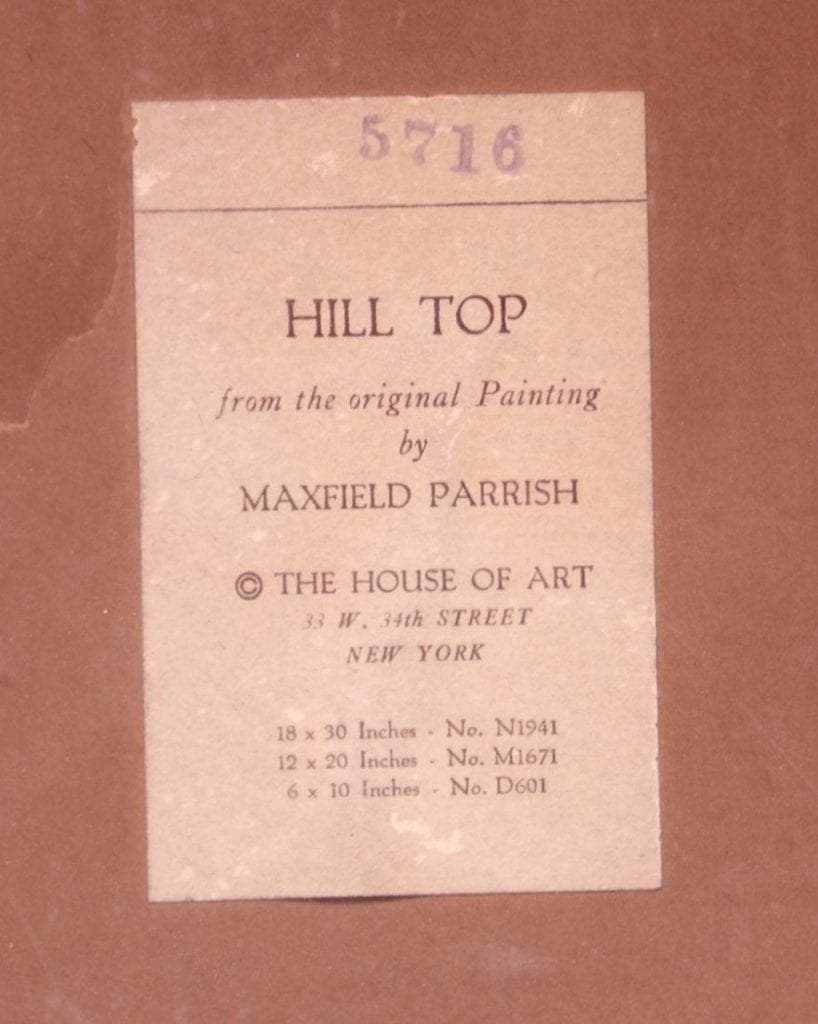 5716
HILL TOP
from the original Painting
by
MAXFIELD PARRISH
© THE HOUSE OF ART
33 W. 34th STREET
NEW YORK
18 x 30 Inches - No. N1941
12 x 20 Inches - No. M1671
6 x 10 Inches - No. D601